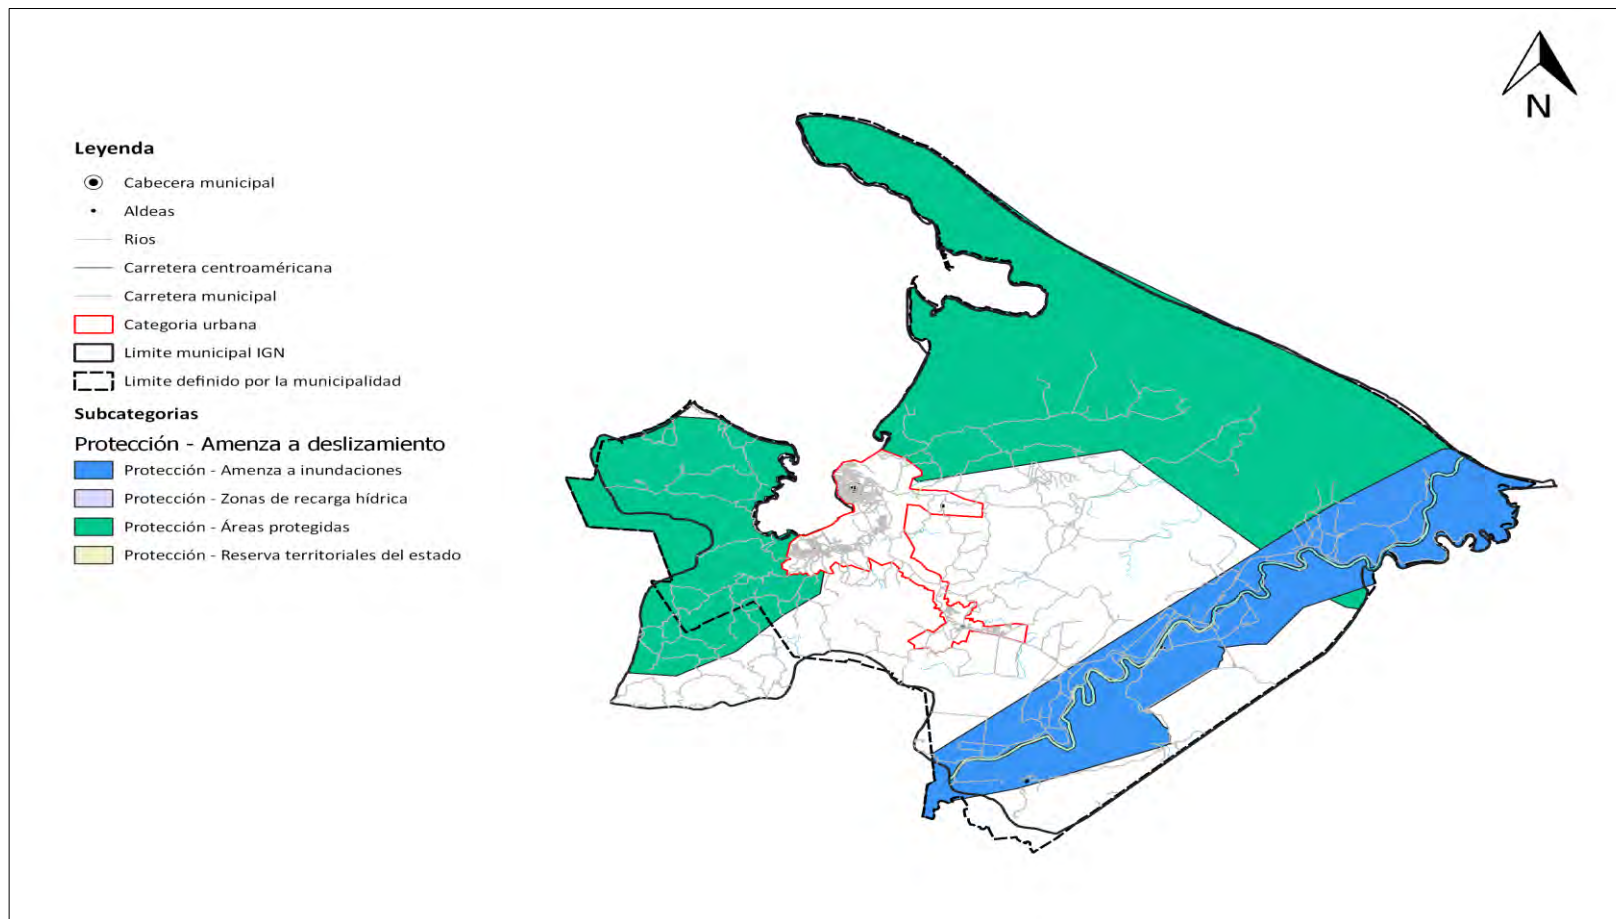 N
Leyenda
Cabecera municipal
Aldeas
Rios
Carretera centroaméricana
Carretera municipal
Categoria urbana
Limite municipal IGN
Limite definido por la municipalidad
Subcategorias
Protección - Amenza a deslizamiento
Protección - Amenza a inundaciones
Protección - Zonas de recarga hídrica
Protección - Áreas protegidas
Protección - Reserva territoriales del estado